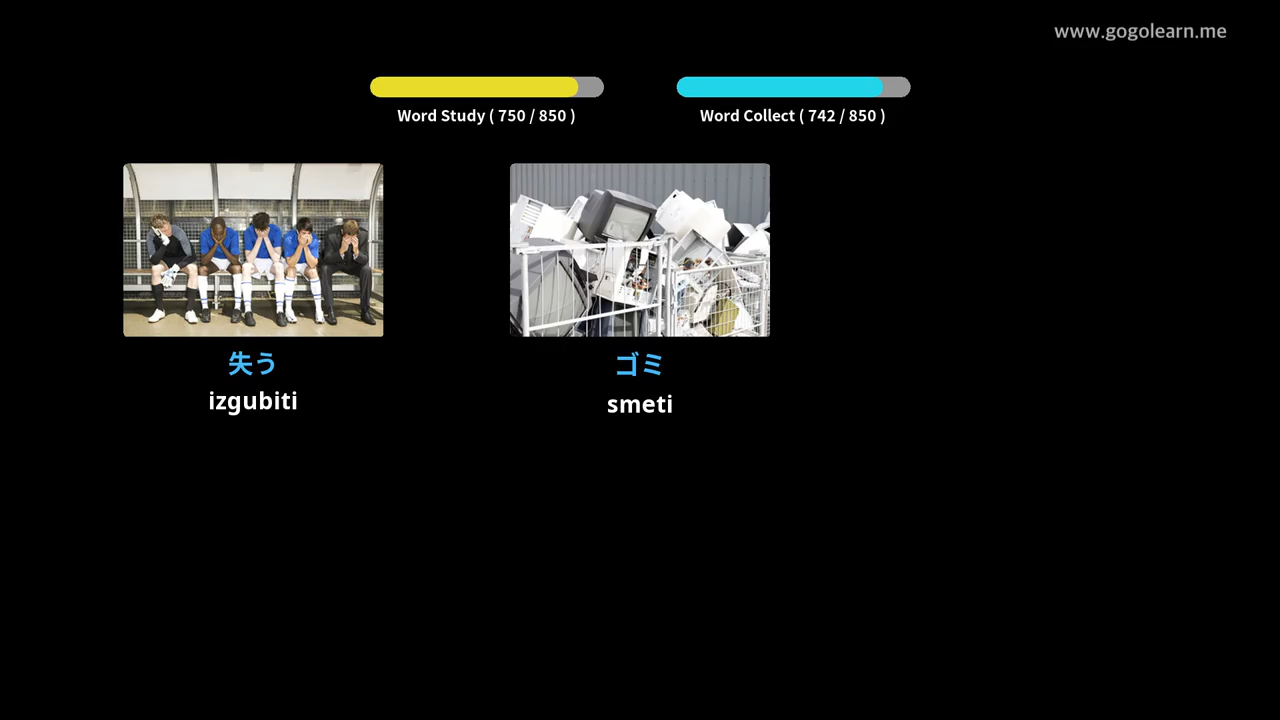 www.gogolearn.me
Word Study ( 750 / 850 )
Word Collect ( 742 / 850 )
失う
izgubiti
ゴミ
smeti